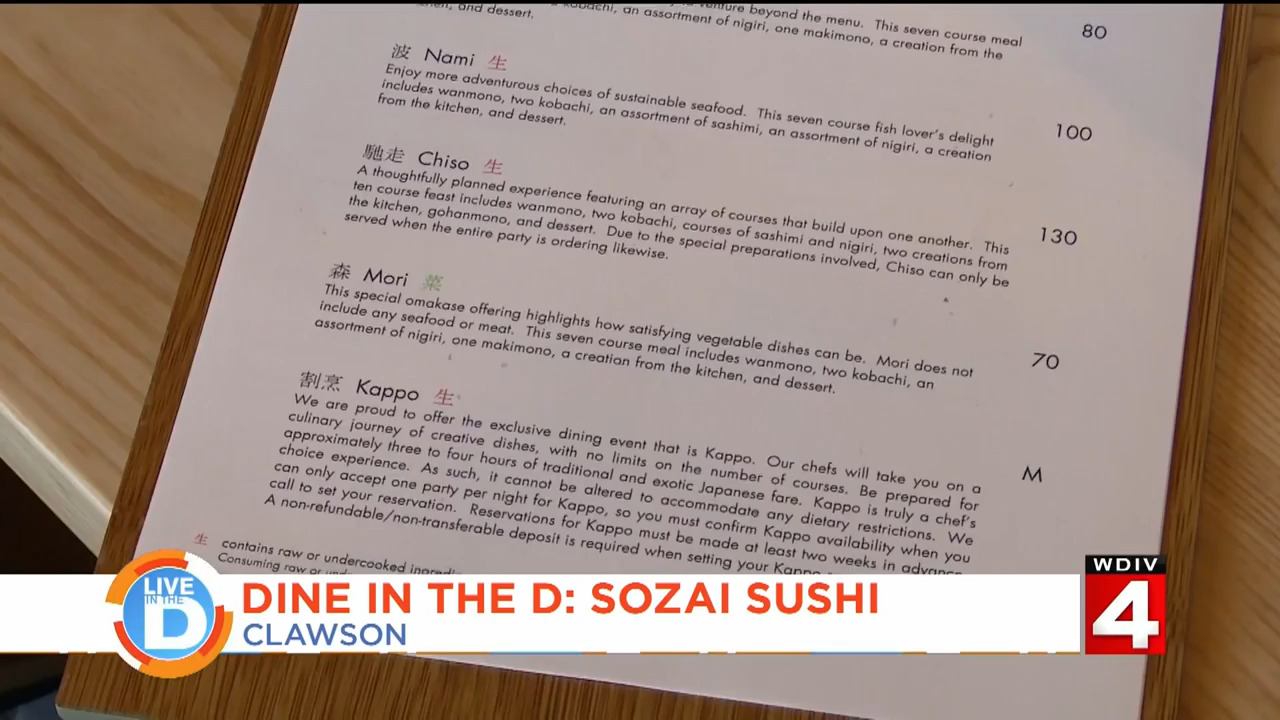 venture beyond the menu. This seven course meal
kobachi, an assortment of nigiri, one makimono, a creation from the
and dessert.
80
波 Nami 生
Enjoy more adventurous choices of sustainable seafood. This seven course fish lover's delight
includes wanmono, two kobachi, an assortment of sashimi, an assortment of nigiri, a creation
from the kitchen, and dessert.
100
馳走 Chiso 生
A thoughtfully planned experience featuring an array of courses that build upon one another. This
ten course feast includes wanmono, two kobachi, courses of sashimi and nigiri, two creations from
the kitchen, gohanmono, and dessert. Due to the special preparations involved, Chiso can only be
served when the entire party is ordering likewise.
130
森 Mori 菜
This special omakase offering highlights how satisfying vegetable dishes can be. Mori does not
include any seafood or meat. This seven course meal includes wanmono, two kobachi, an
assortment of nigiri, one makimono, a creation from the kitchen, and dessert.
70
割烹 Kappo 生
We are proud to offer the exclusive dining event that is Kappo. Our chefs will take you on a
culinary journey of creative dishes, with no limits on the number of courses. Be prepared for
approximately three to four hours of traditional and exotic Japanese fare. Kappo is truly a chef's
choice experience. As such, it cannot be altered to accommodate any dietary restrictions. We
can only accept one party per night for Kappo, so you must confirm Kappo availability when you
call to set your reservation. Reservations for Kappo must be made at least two weeks in advance.
A non-refundable/non-transferable deposit is required when setting your Kappo
M
生 contains raw or undercooked
Consuming raw or
LIVE
IN THE
D
DINE IN THE D: SOZAI SUSHI
CLAWSON
WDIV
4